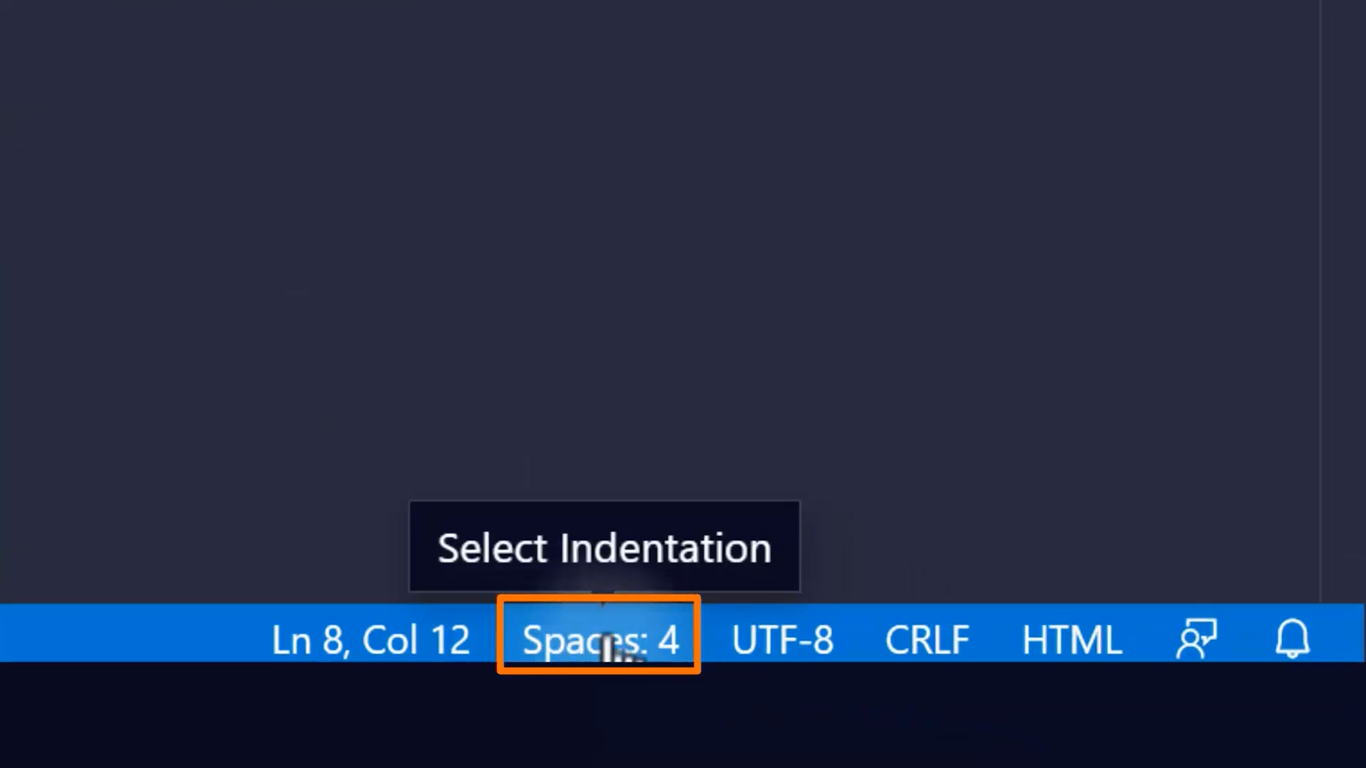 Select Indentation
Ln 8, Col 12 Spaces: 4 UTF-8 CRLF HTML